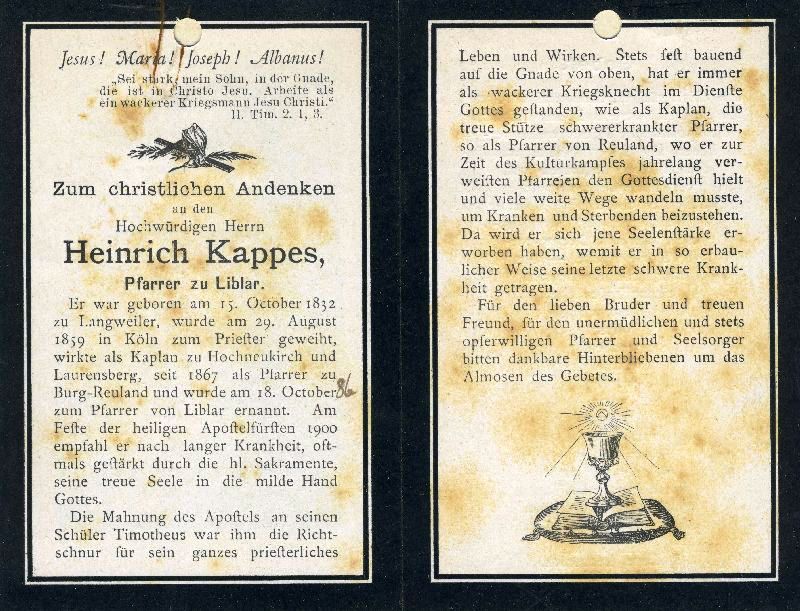 Jesus! Maria! Joseph! Albanus!
„Sei stark, mein Sohn, in der Gnade,
die ist in Christo Jesu. Arbeite als
ein wackerer Kriegsmann Jesu Christi.“
II. Tim. 2. 1, 3.
Zum christlichen Andenken
an den
Hochwürdigen Herrn
Heinrich Kappes,
Pfarrer zu Liblar.
Er war geboren am 15. October 1832
zu Langweiler, wurde am 29. August
1859 in Köln zum Priester geweiht,
wirkte als Kaplan zu Hochneukirch und
Laurensberg, seit 1867 als Pfarrer zu
Burg-Reuland und wurde am 18. October 86
zum Pfarrer von Liblar ernannt. Am
Feste der heiligen Apostelfürsten 1900
empfahl er nach langer Krankheit, oft-
mals gestärkt durch die hl. Sakramente,
seine treue Seele in die milde Hand
Gottes.
Die Mahnung des Apostels an seinen
Schüler Timotheus war ihm die Richt-
schnur für sein ganzes priesterliches
Leben und Wirken. Stets fest bauend
auf die Gnade von oben, hat er immer
als wackerer Kriegsknecht im Dienste
Gottes gestanden, wie als Kaplan, die
treue Stütze schwererkrankter Pfarrer,
so als Pfarrer von Reuland, wo er zur
Zeit des Kulturkampfes jahrelang ver-
weisten Pfarreien den Gottesdienst hielt
und viele weite Wege wandeln musste,
um Kranken und Sterbenden beizustehen.
Da wird er sich jene Seelenstärke er-
worben haben, womit er in so erbau-
licher Weise seine letzte schwere Krank-
heit getragen.
Für den lieben Bruder und treuen
Freund, für den unermüdlichen und stets
opferwilligen Pfarrer und Seelsorger
bitten dankbare Hinterbliebenen um das
Almosen des Gebetes.